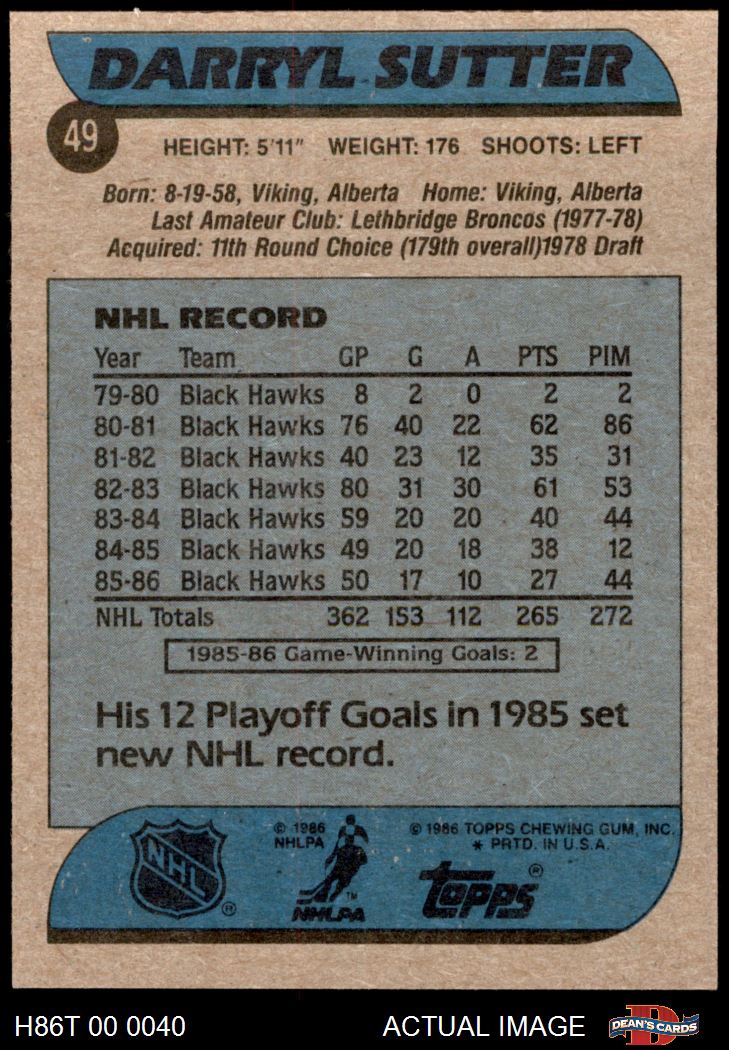 DARRYL SUTTER
49
HEIGHT: 5'11" WEIGHT: 176 SHOOTS: LEFT
Born: 8-19-58, Viking, Alberta Home: Viking, Alberta
Last Amateur Club: Lethbridge Broncos (1977-78)
Acquired: 11th Round Choice (179th overall)1978 Draft
NHL RECORD
Year Team GP G A PTS PIM
79-80 Black Hawks 8 2 0 2 2
80-81 Black Hawks 76 40 22 62 86
81-82 Black Hawks 40 23 12 35 31
82-83 Black Hawks 80 31 30 61 53
83-84 Black Hawks 59 20 20 40 44
84-85 Black Hawks 49 20 18 38 12
85-86 Black Hawks 50 17 10 27 44
NHL Totals 362 153 112 265 272
1985-86 Game-Winning Goals: 2
His 12 Playoff Goals in 1985 set
new NHL record.
NHL ®
© 1986
NHLPA
™
NHLPA
© 1986 TOPPS CHEWING GUM, INC.
* PRTD. IN U.S.A.
topps ®
H86T 00 0040 ACTUAL IMAGE DEAN'S CARDS